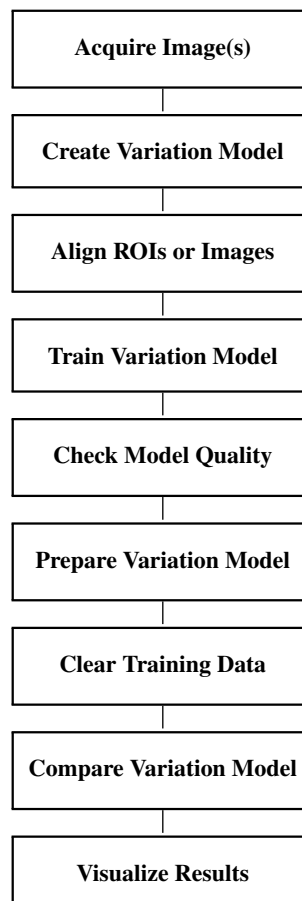 Acquire Image(s)
Create Variation Model
Align ROIs or Images
Train Variation Model
Check Model Quality
Prepare Variation Model
Clear Training Data
Compare Variation Model
Visualize Results